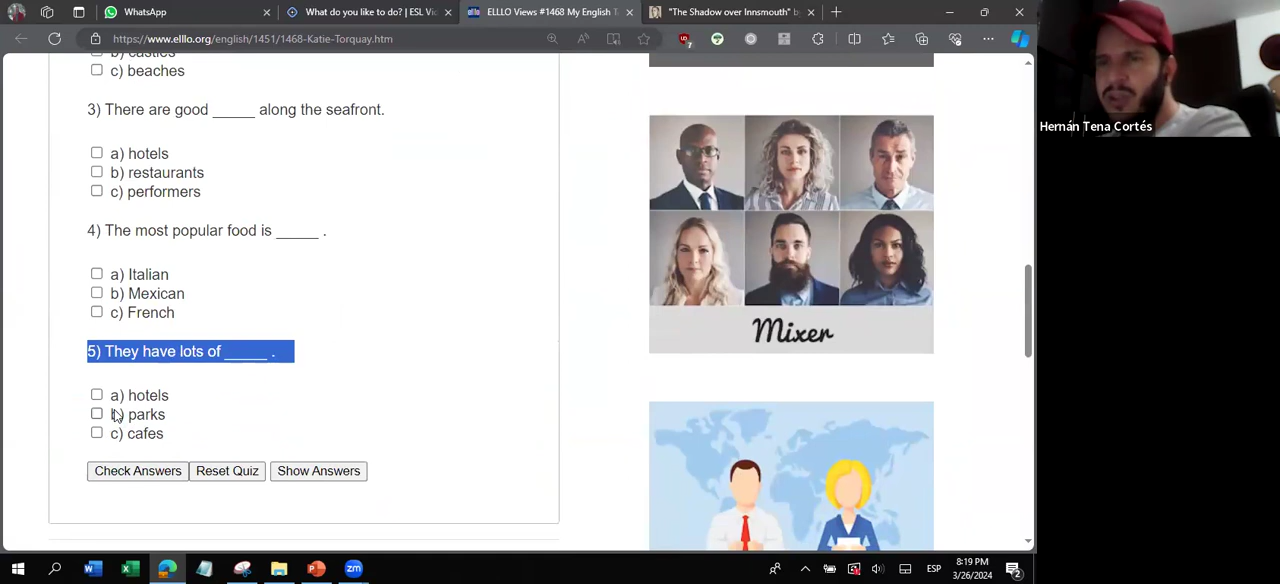 WhatsApp
What do you like to do? | ESL Vi
ELLLO Views #1468 My English T
"The Shadow over Innsmouth" b
https://www.elllo.org/english/1451/1468-Katie-Torquay.htm
b) castles
c) beaches
3) There are good _____ along the seafront.
a) hotels
b) restaurants
c) performers
4) The most popular food is _____ .
a) Italian
b) Mexican
c) French
5) They have lots of _____ .
a) hotels
b) parks
c) cafes
Check Answers
Reset Quiz
Show Answers
Mixer
Hernán Tena Cortés
ESP
8:19 PM
3/26/2024